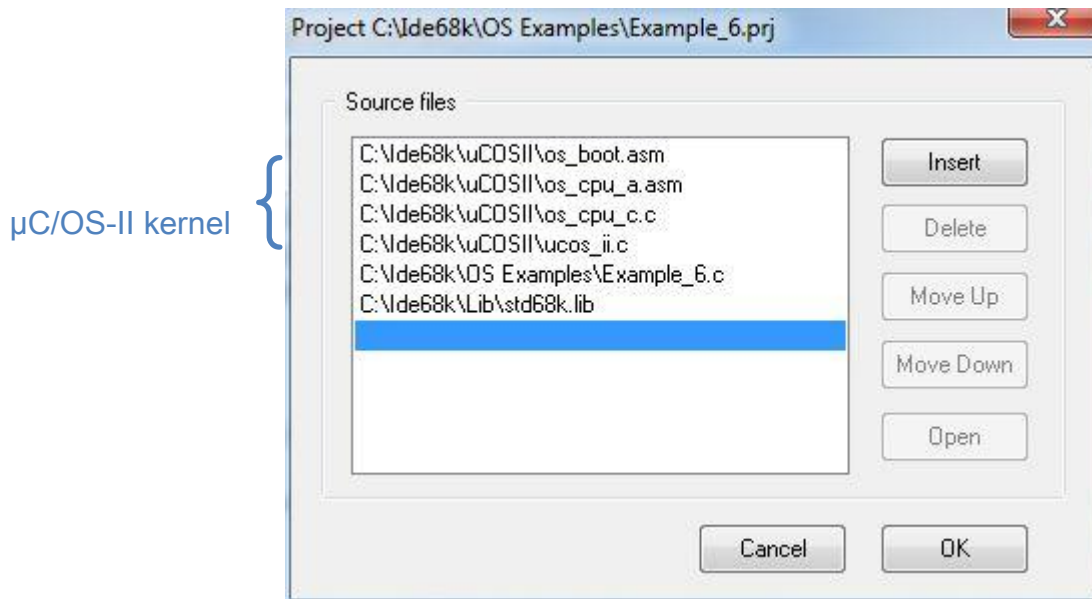 Project C:\Ide68k\OS Examples\Example_6.prj
Source files
C:\Ide68k\uCOSII\os_boot.asm
C:\Ide68k\uCOSII\os_cpu_a.asm
C:\Ide68k\uCOSII\os_cpu_c.c
C:\Ide68k\uCOSII\ucos_ii.c
C:\Ide68k\OS Examples\Example_6.c
C:\Ide68k\Lib\std68k.lib
µC/OS-II kernel
Insert
Delete
Move Up
Move Down
Open
Cancel
OK